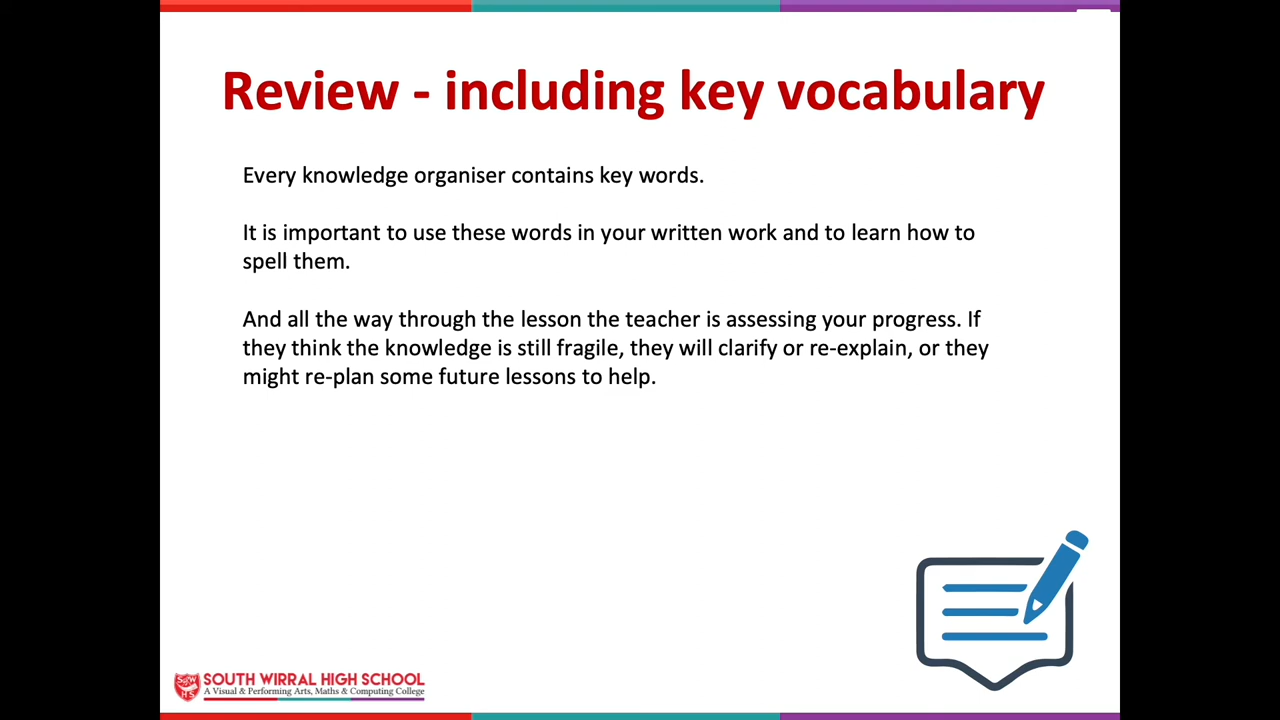 Review - including key vocabulary
Every knowledge organiser contains key words.
It is important to use these words in your written work and to learn how to
spell them.
And all the way through the lesson the teacher is assessing your progress. If
they think the knowledge is still fragile, they will clarify or re-explain, or they
might re-plan some future lessons to help.
SOUTH WIRRAL HIGH SCHOOL
A Visual & Performing Arts, Maths & Computing College